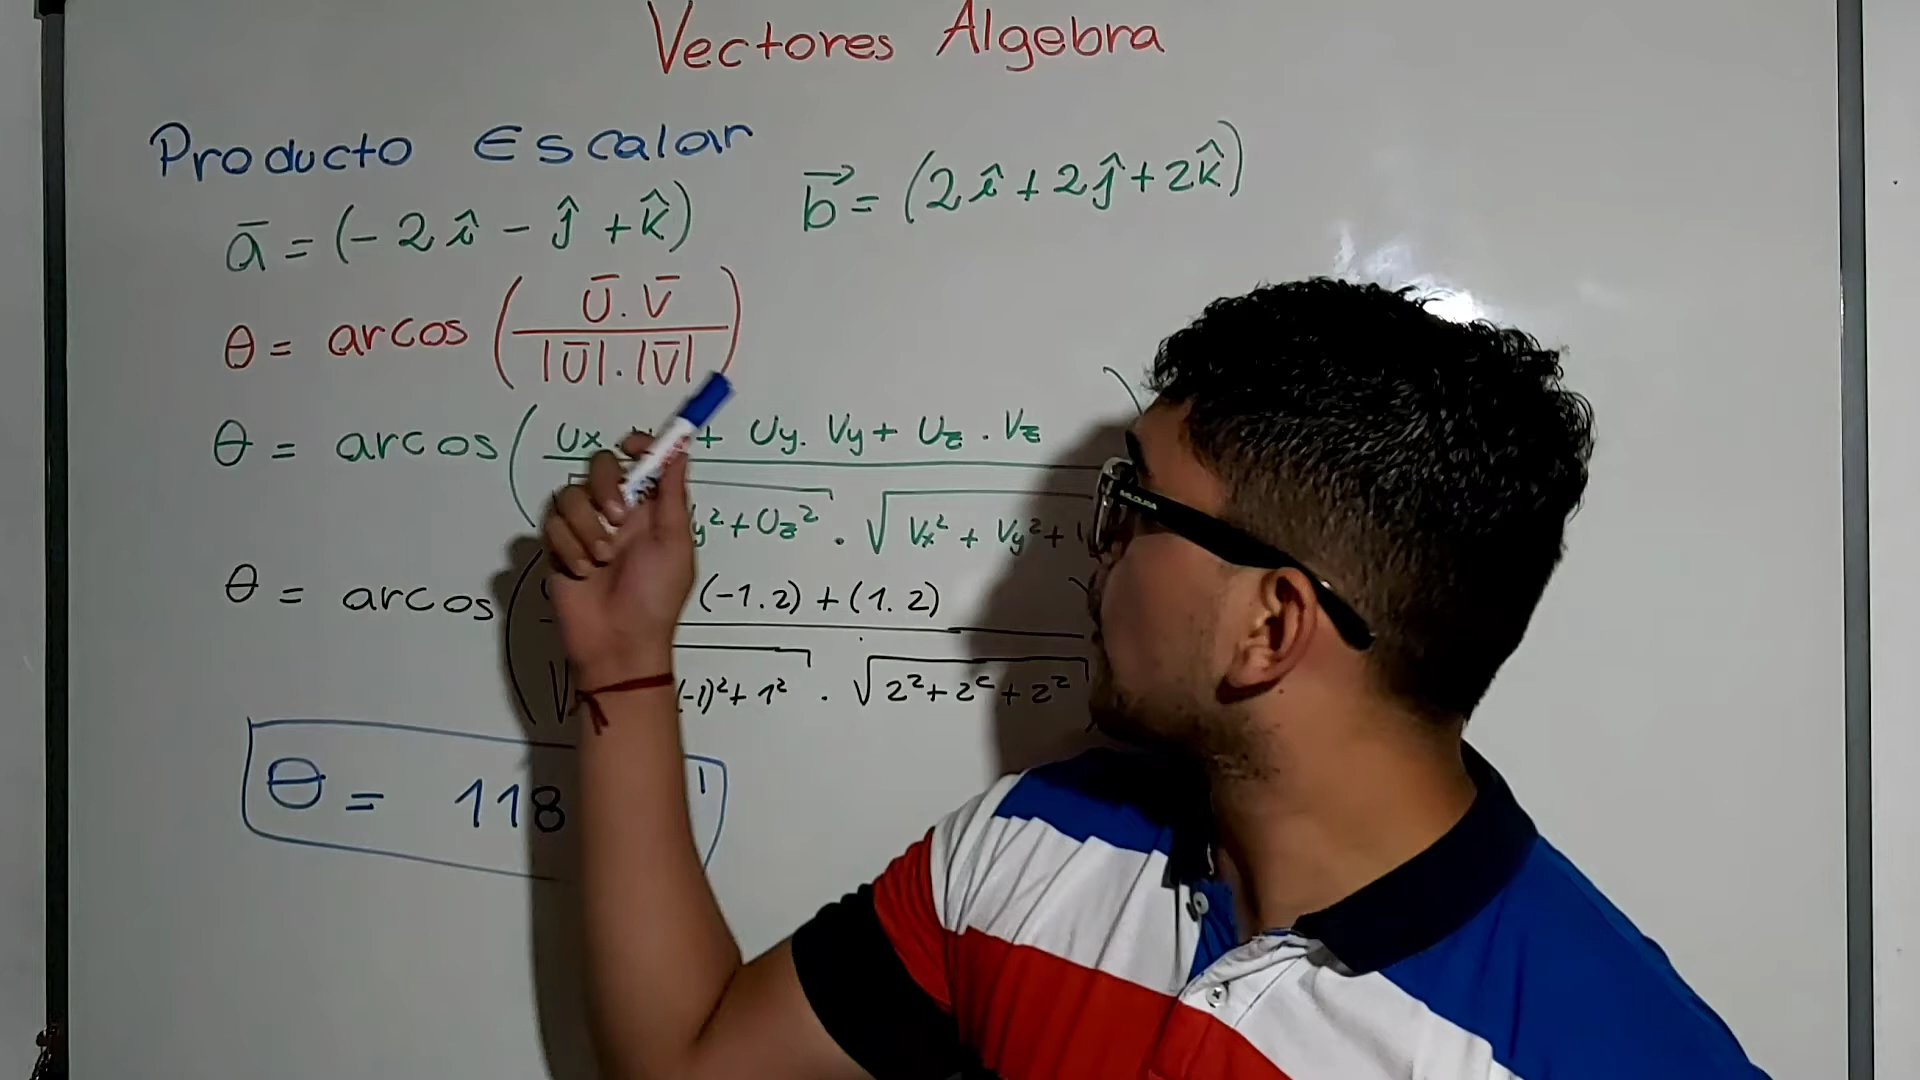 Vectores Algebra
Producto Escalar
a̅ = (- 2î - ĵ + k̂) b⃗ = (2î + 2ĵ + 2k̂)
θ = arcos ( U̅ . V̅ / |U̅| . |V̅| )
θ = arcos ( Ux . + Uy . Vy + Uz . Vz
y² + Uz² . √ Vx² + Vy² +
θ = arcos ( (-1 . 2) + (1 . 2)
√ (-1)² + 1² . √ 2² + 2² + 2²
θ = 118 '